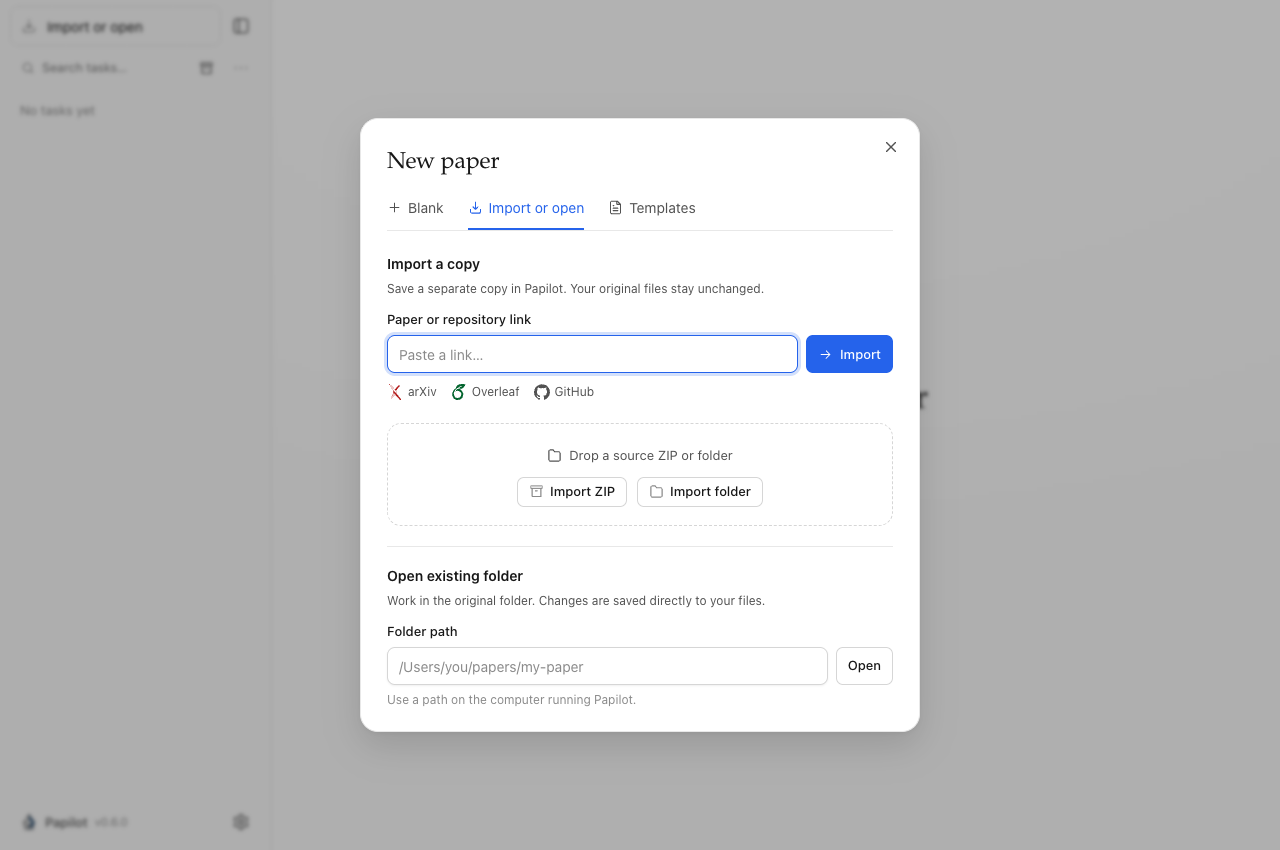 Import or open
Search tasks...
No tasks yet
New paper
Blank
Import or open
Templates
Import a copy
Save a separate copy in Papilot. Your original files stay unchanged.
Paper or repository link
Paste a link...
Import
arXiv
Overleaf
GitHub
Drop a source ZIP or folder
Import ZIP
Import folder
Open existing folder
Work in the original folder. Changes are saved directly to your files.
Folder path
/Users/you/papers/my-paper
Open
Use a path on the computer running Papilot.
Papilot v0.6.0